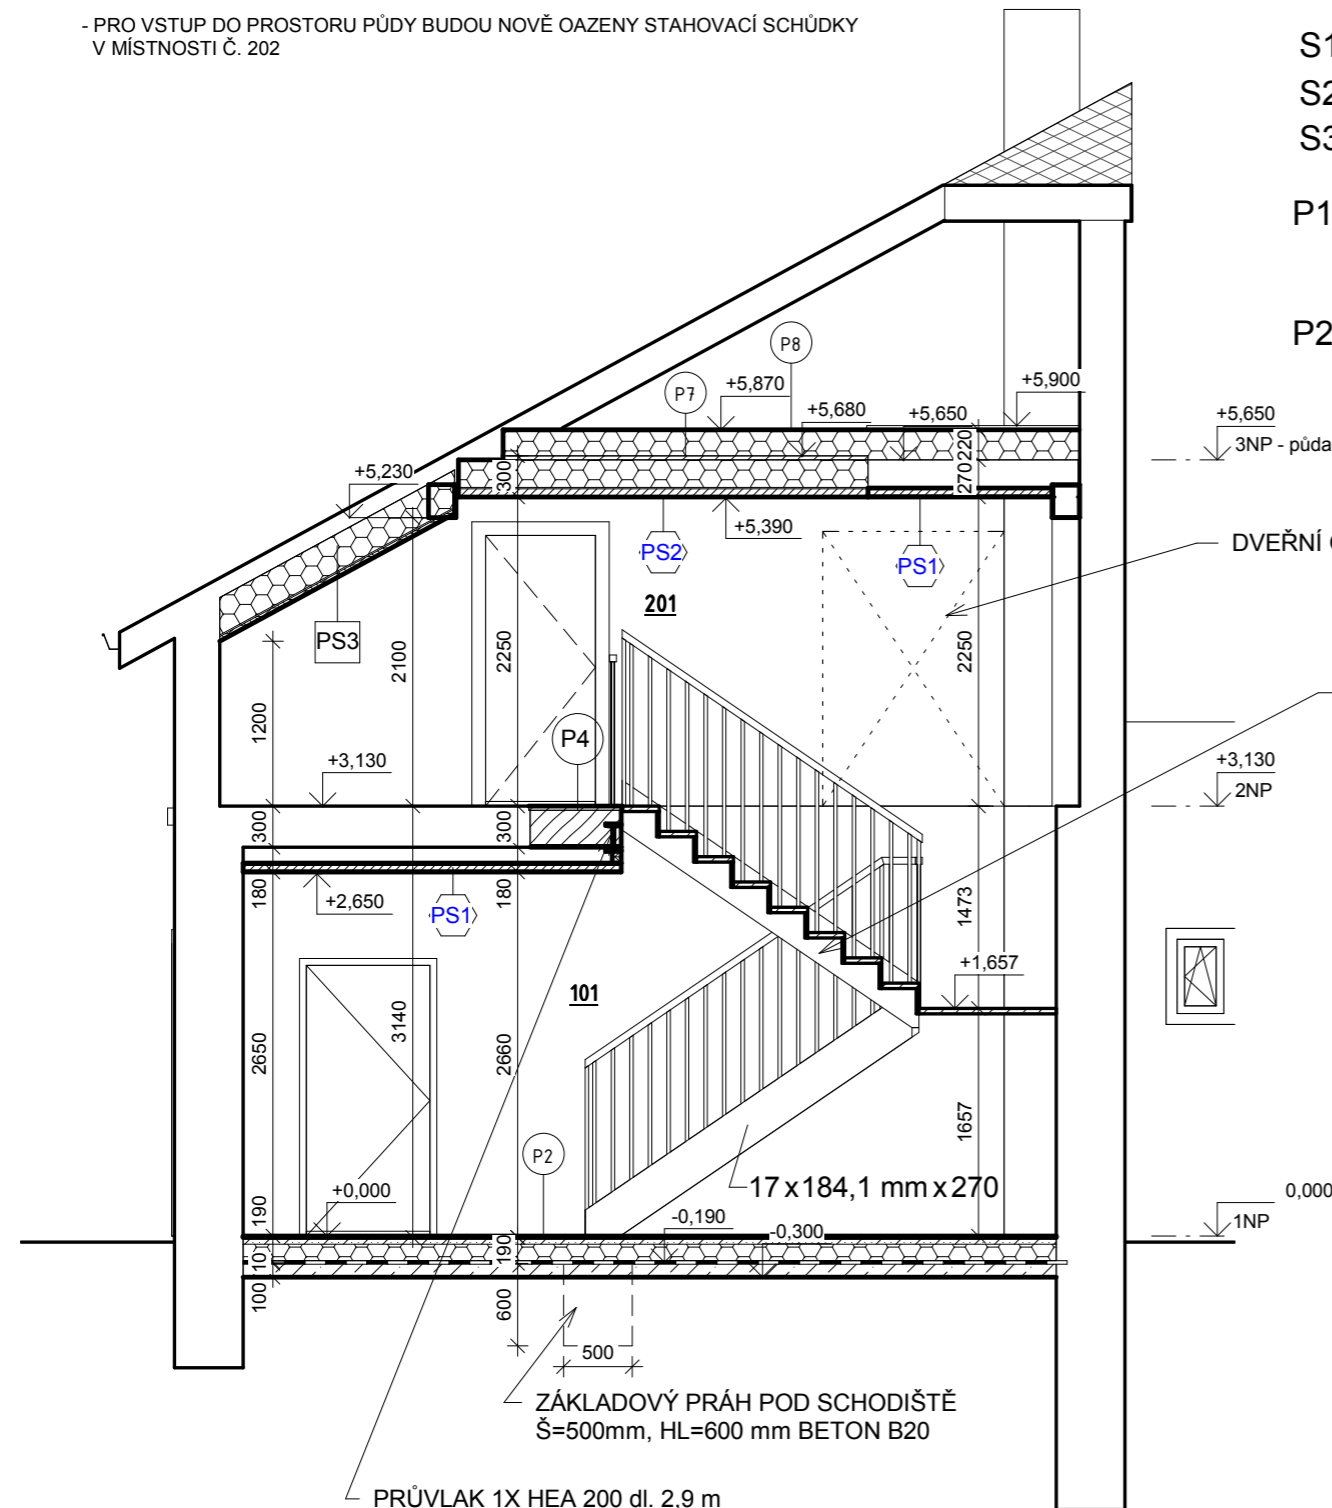 - PRO VSTUP DO PROSTORU PŮDY BUDOU NOVĚ OAZENY STAHOVACÍ SCHŮDKY
V MÍSTNOSTI Č. 202
S1
S2
S3
P1
P2
P8
P7
+5,870
+5,900
+5,680
+5,650
+5,650
3NP - půda
+5,230
300
220
270
+5,390
PS2
PS1
DVEŘNÍ
201
PS3
2100
2250
2250
1200
P4
+3,130
+3,130
2NP
300
300
180
180
+2,650
PS1
1473
+1,657
101
2650
3140
2660
1657
P2
17 x 184,1 mm x 270
+0,000
0,000
1NP
190
-0,190
-0,300
190
10
100
600
500
ZÁKLADOVÝ PRÁH POD SCHODIŠTĚ
Š=500mm, HL=600 mm BETON B20
PRŮVLAK 1X HEA 200 dl. 2,9 m